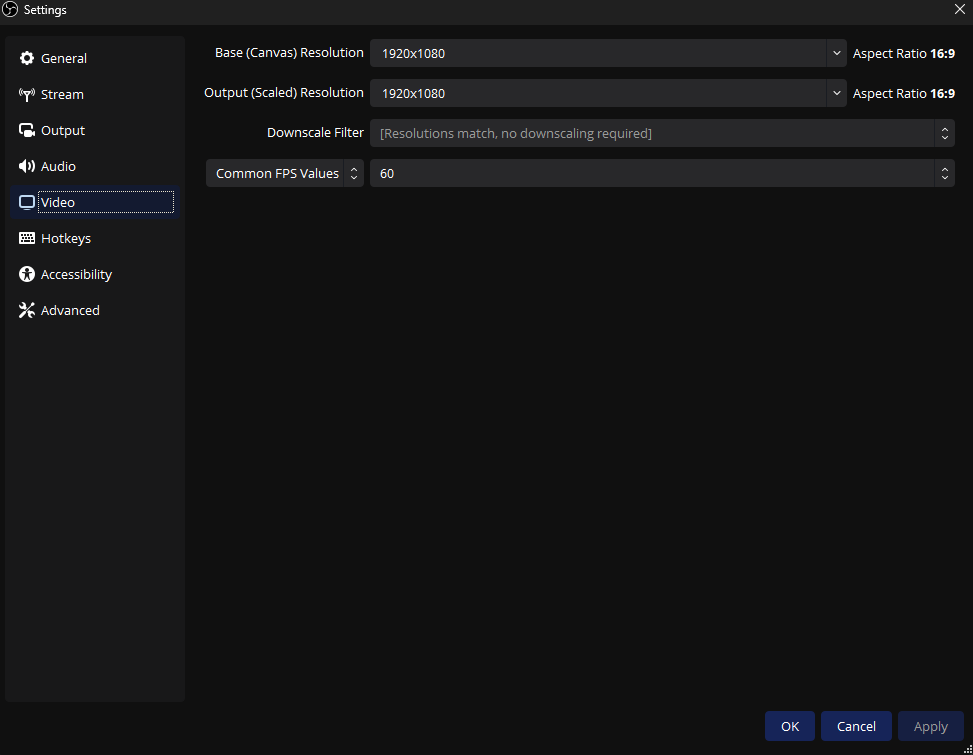 Settings
General
Stream
Output
Audio
Video
Hotkeys
Accessibility
Advanced
Base (Canvas) Resolution 1920x1080 Aspect Ratio 16:9
Output (Scaled) Resolution 1920x1080 Aspect Ratio 16:9
Downscale Filter [Resolutions match, no downscaling required]
Common FPS Values 60
OK Cancel Apply